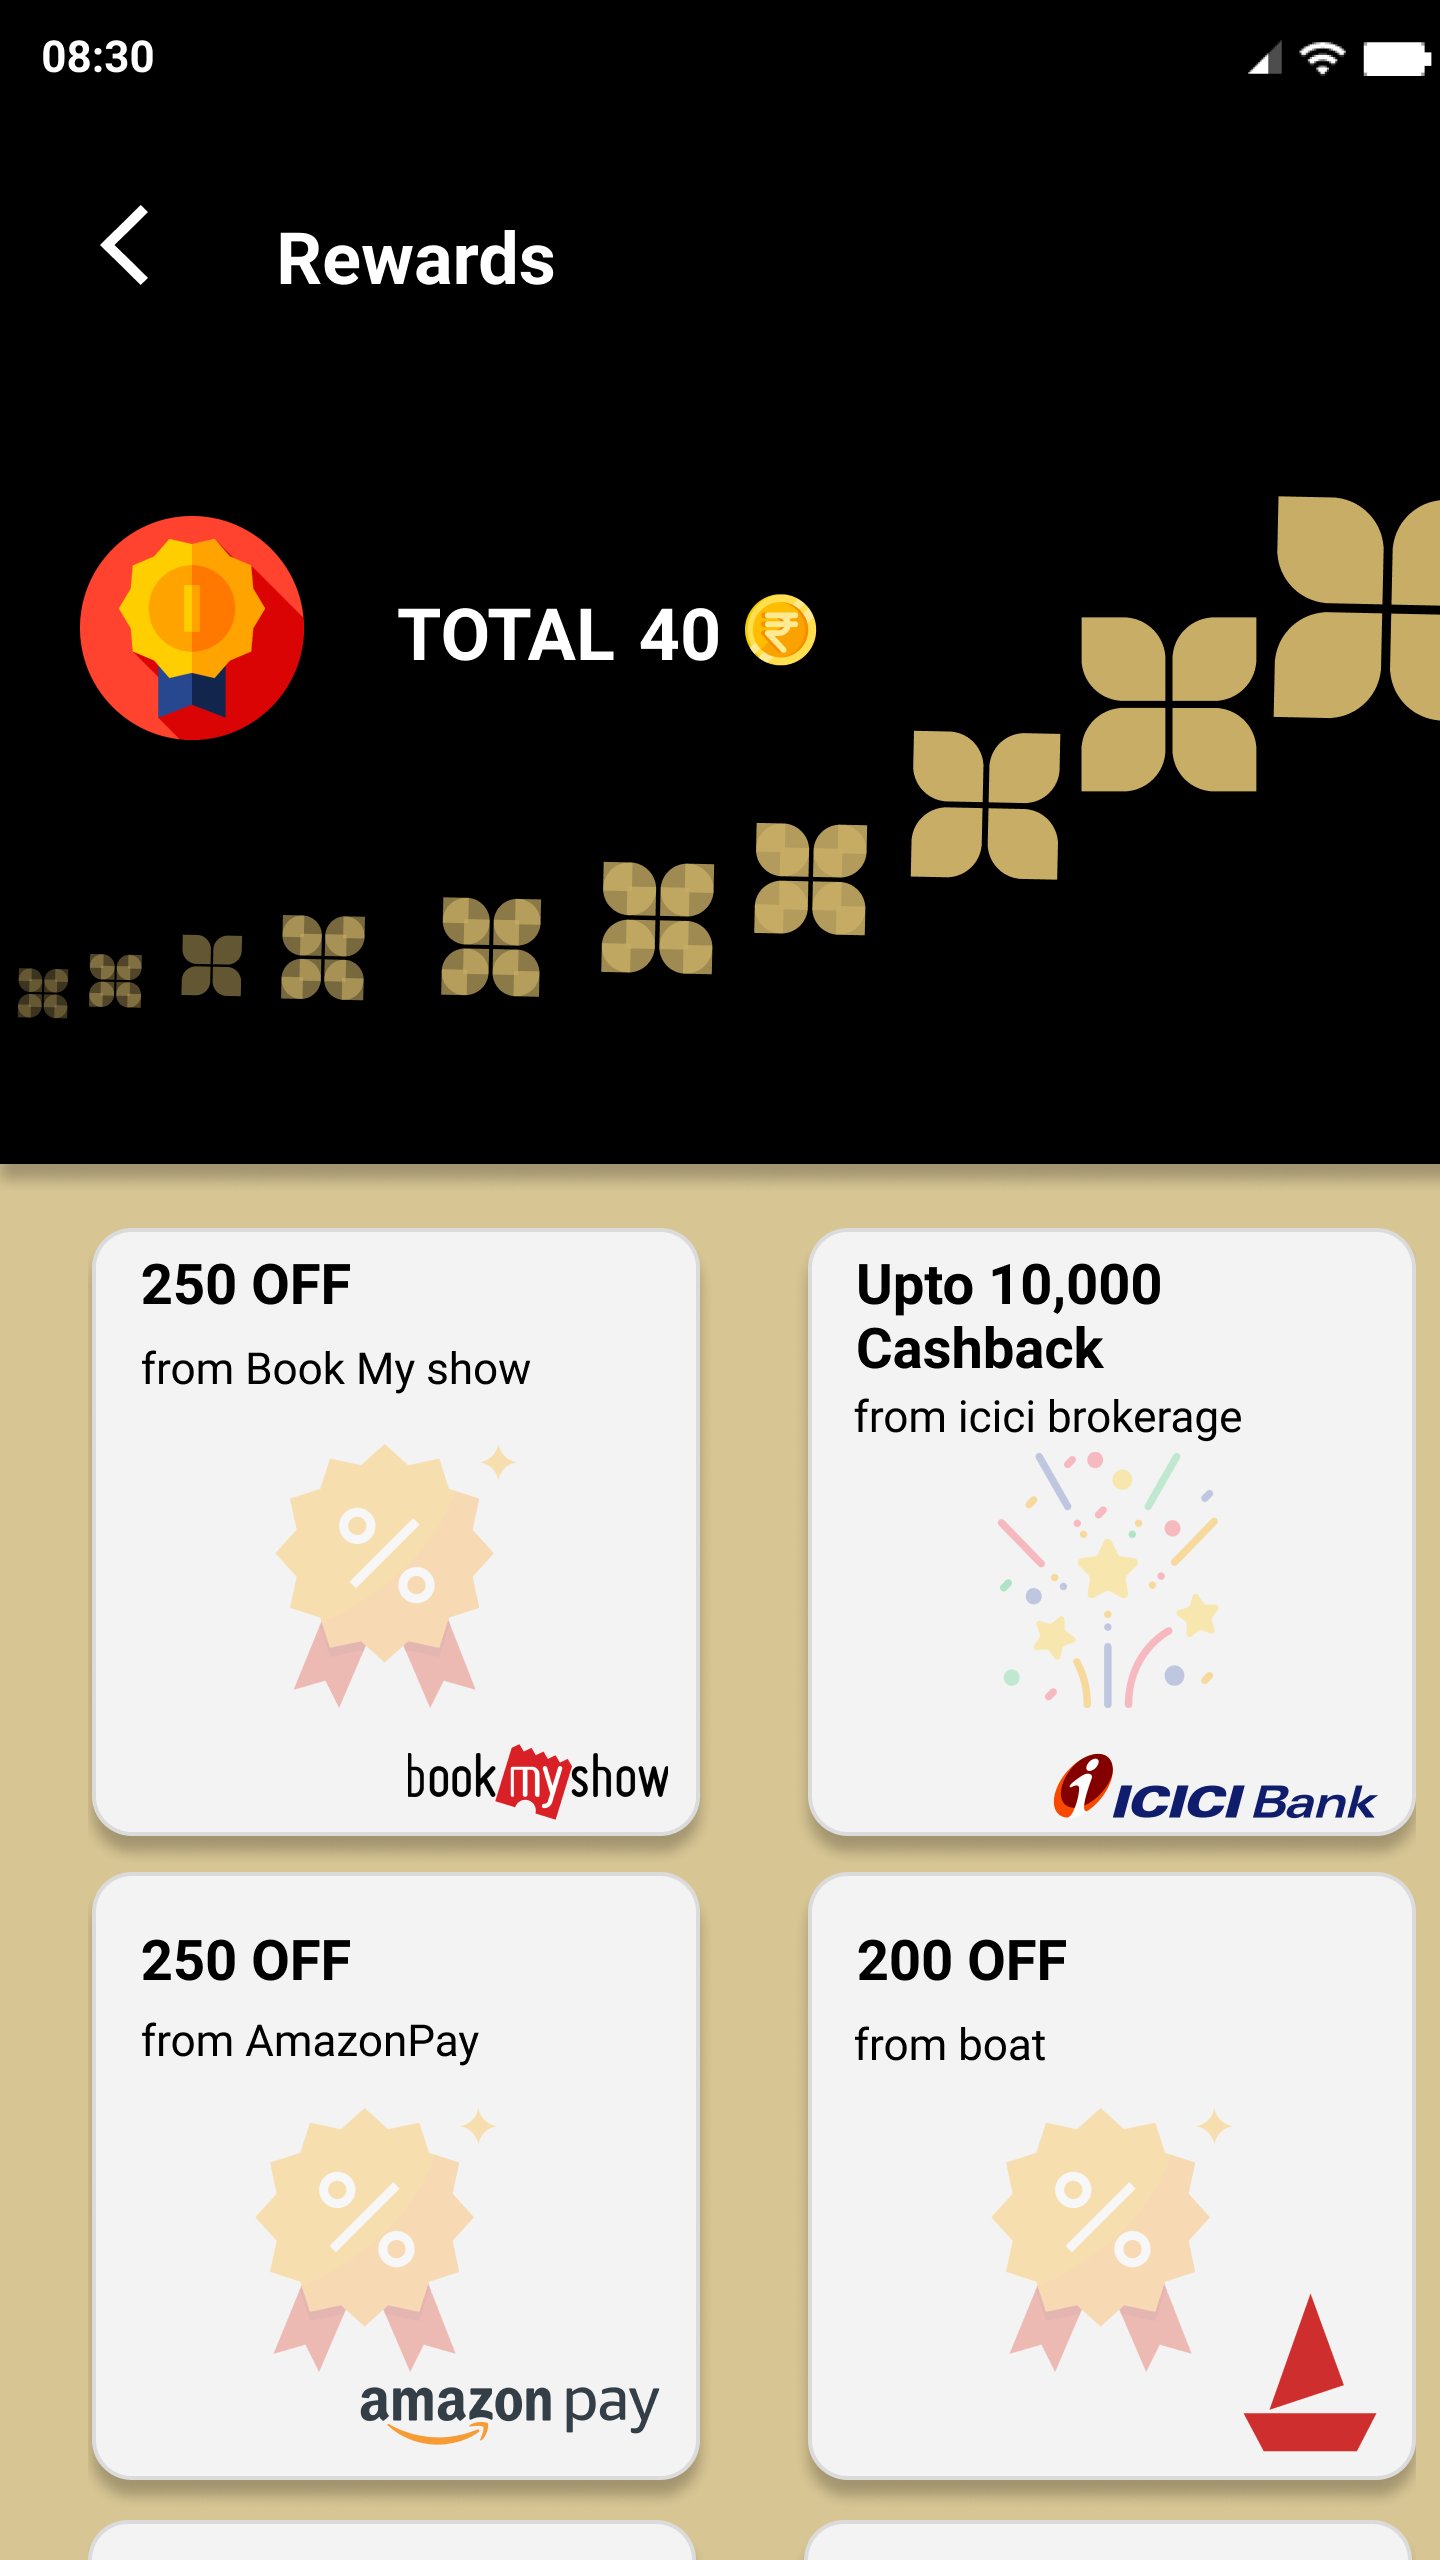 08:30
Rewards
TOTAL 40
250 OFF
from Book My show
bookmyshow
Upto 10,000
Cashback
from icici brokerage
ICICI Bank
250 OFF
from AmazonPay
amazon pay
200 OFF
from boat